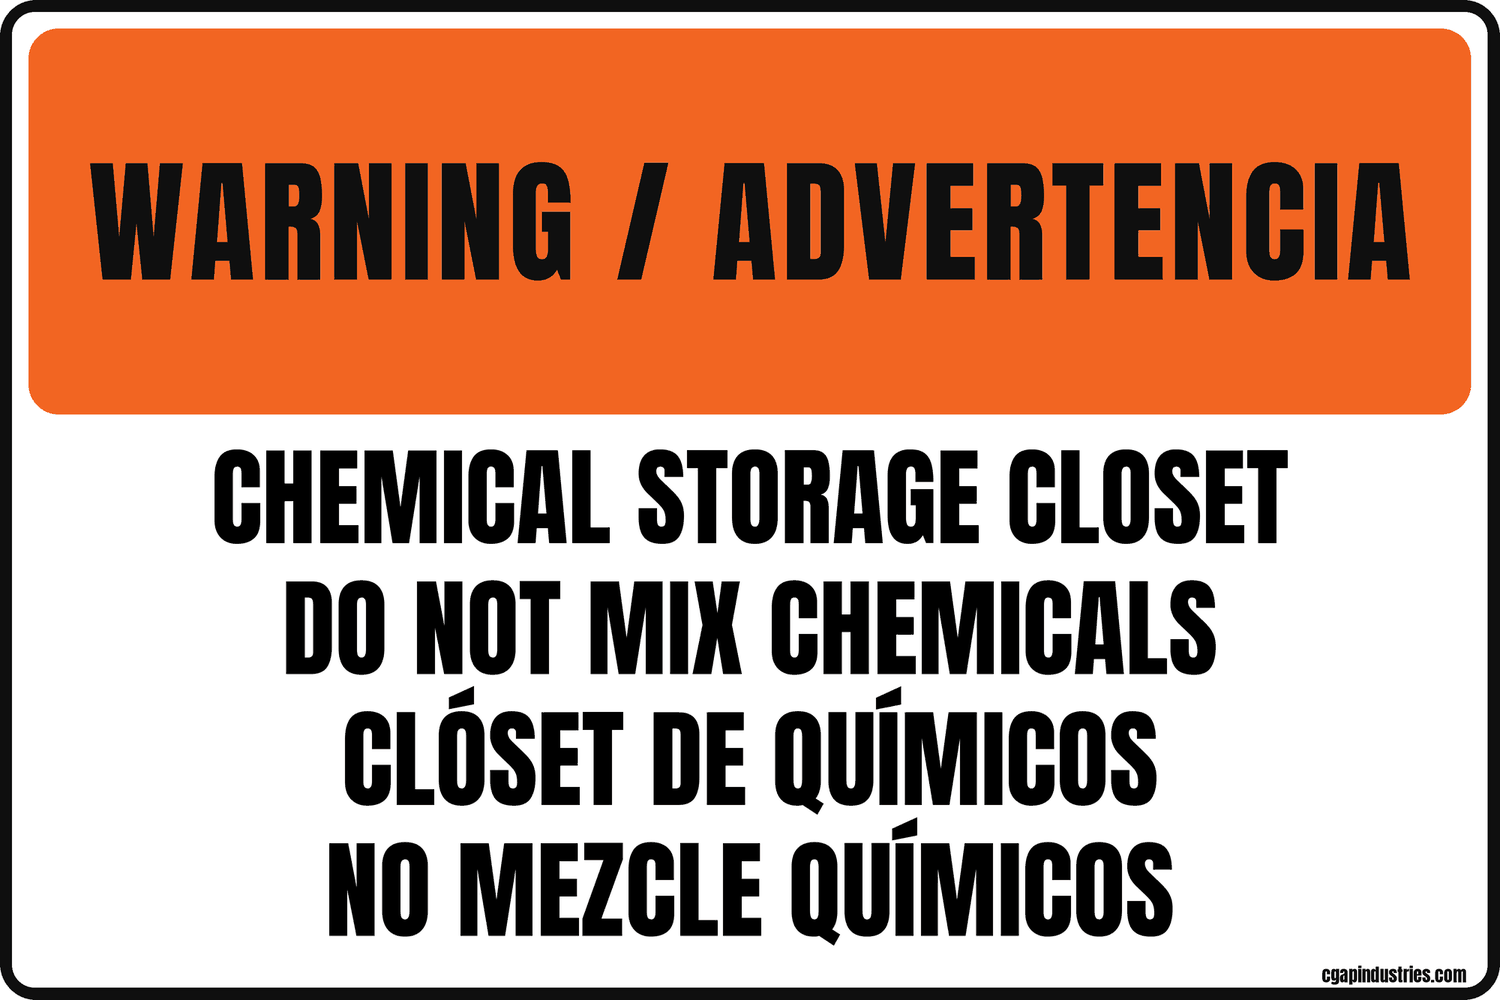 WARNING / ADVERTENCIA
CHEMICAL STORAGE CLOSET
DO NOT MIX CHEMICALS
CLÓSET DE QUÍMICOS
NO MEZCLE QUÍMICOS
cgapindustries.com